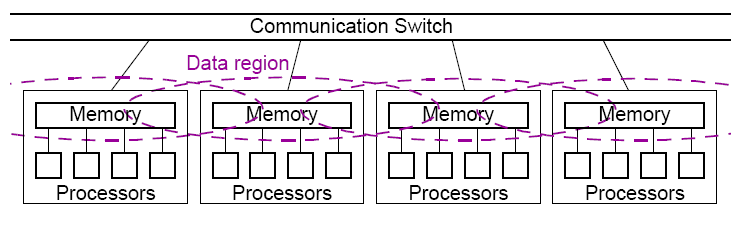 Communication Switch
Data region
Memory
Memory
Memory
Memory
Processors
Processors
Processors
Processors